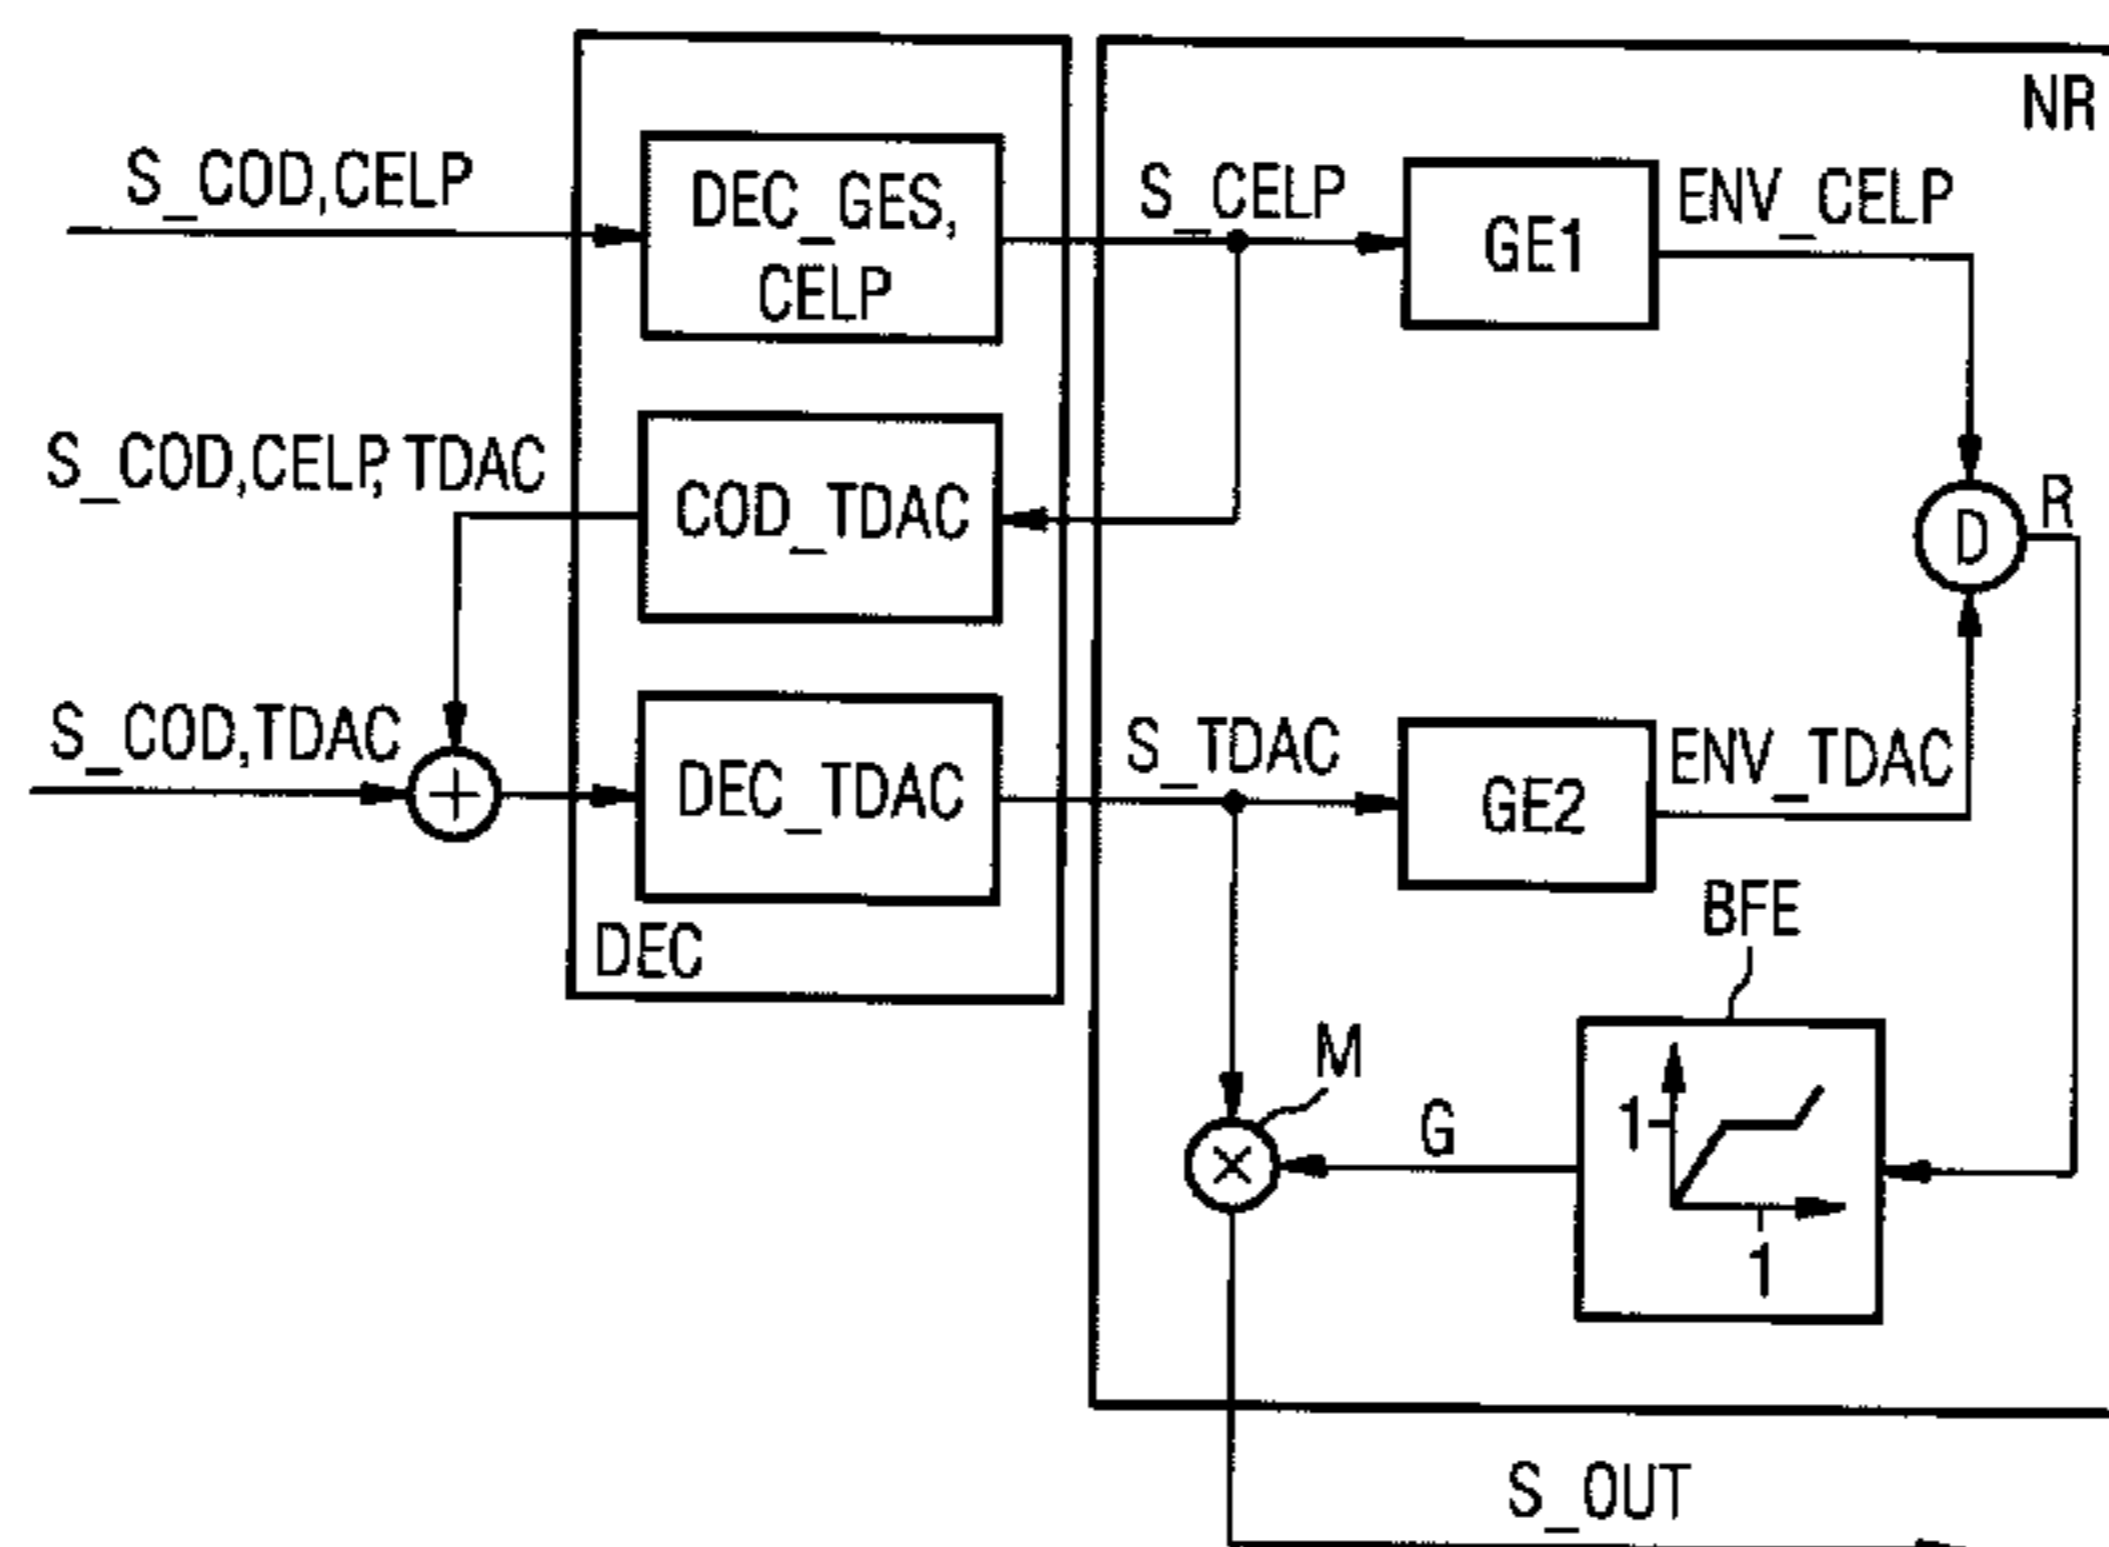 NR
S_COD,CELP
DEC_GES,
CELP
S_CELP
GE1
ENV_CELP
S_COD,CELP,TDAC
COD_TDAC
D
R
S_COD,TDAC
+
DEC_TDAC
S_TDAC
GE2
ENV_TDAC
DEC
BFE
M
×
G
1
1
S_OUT